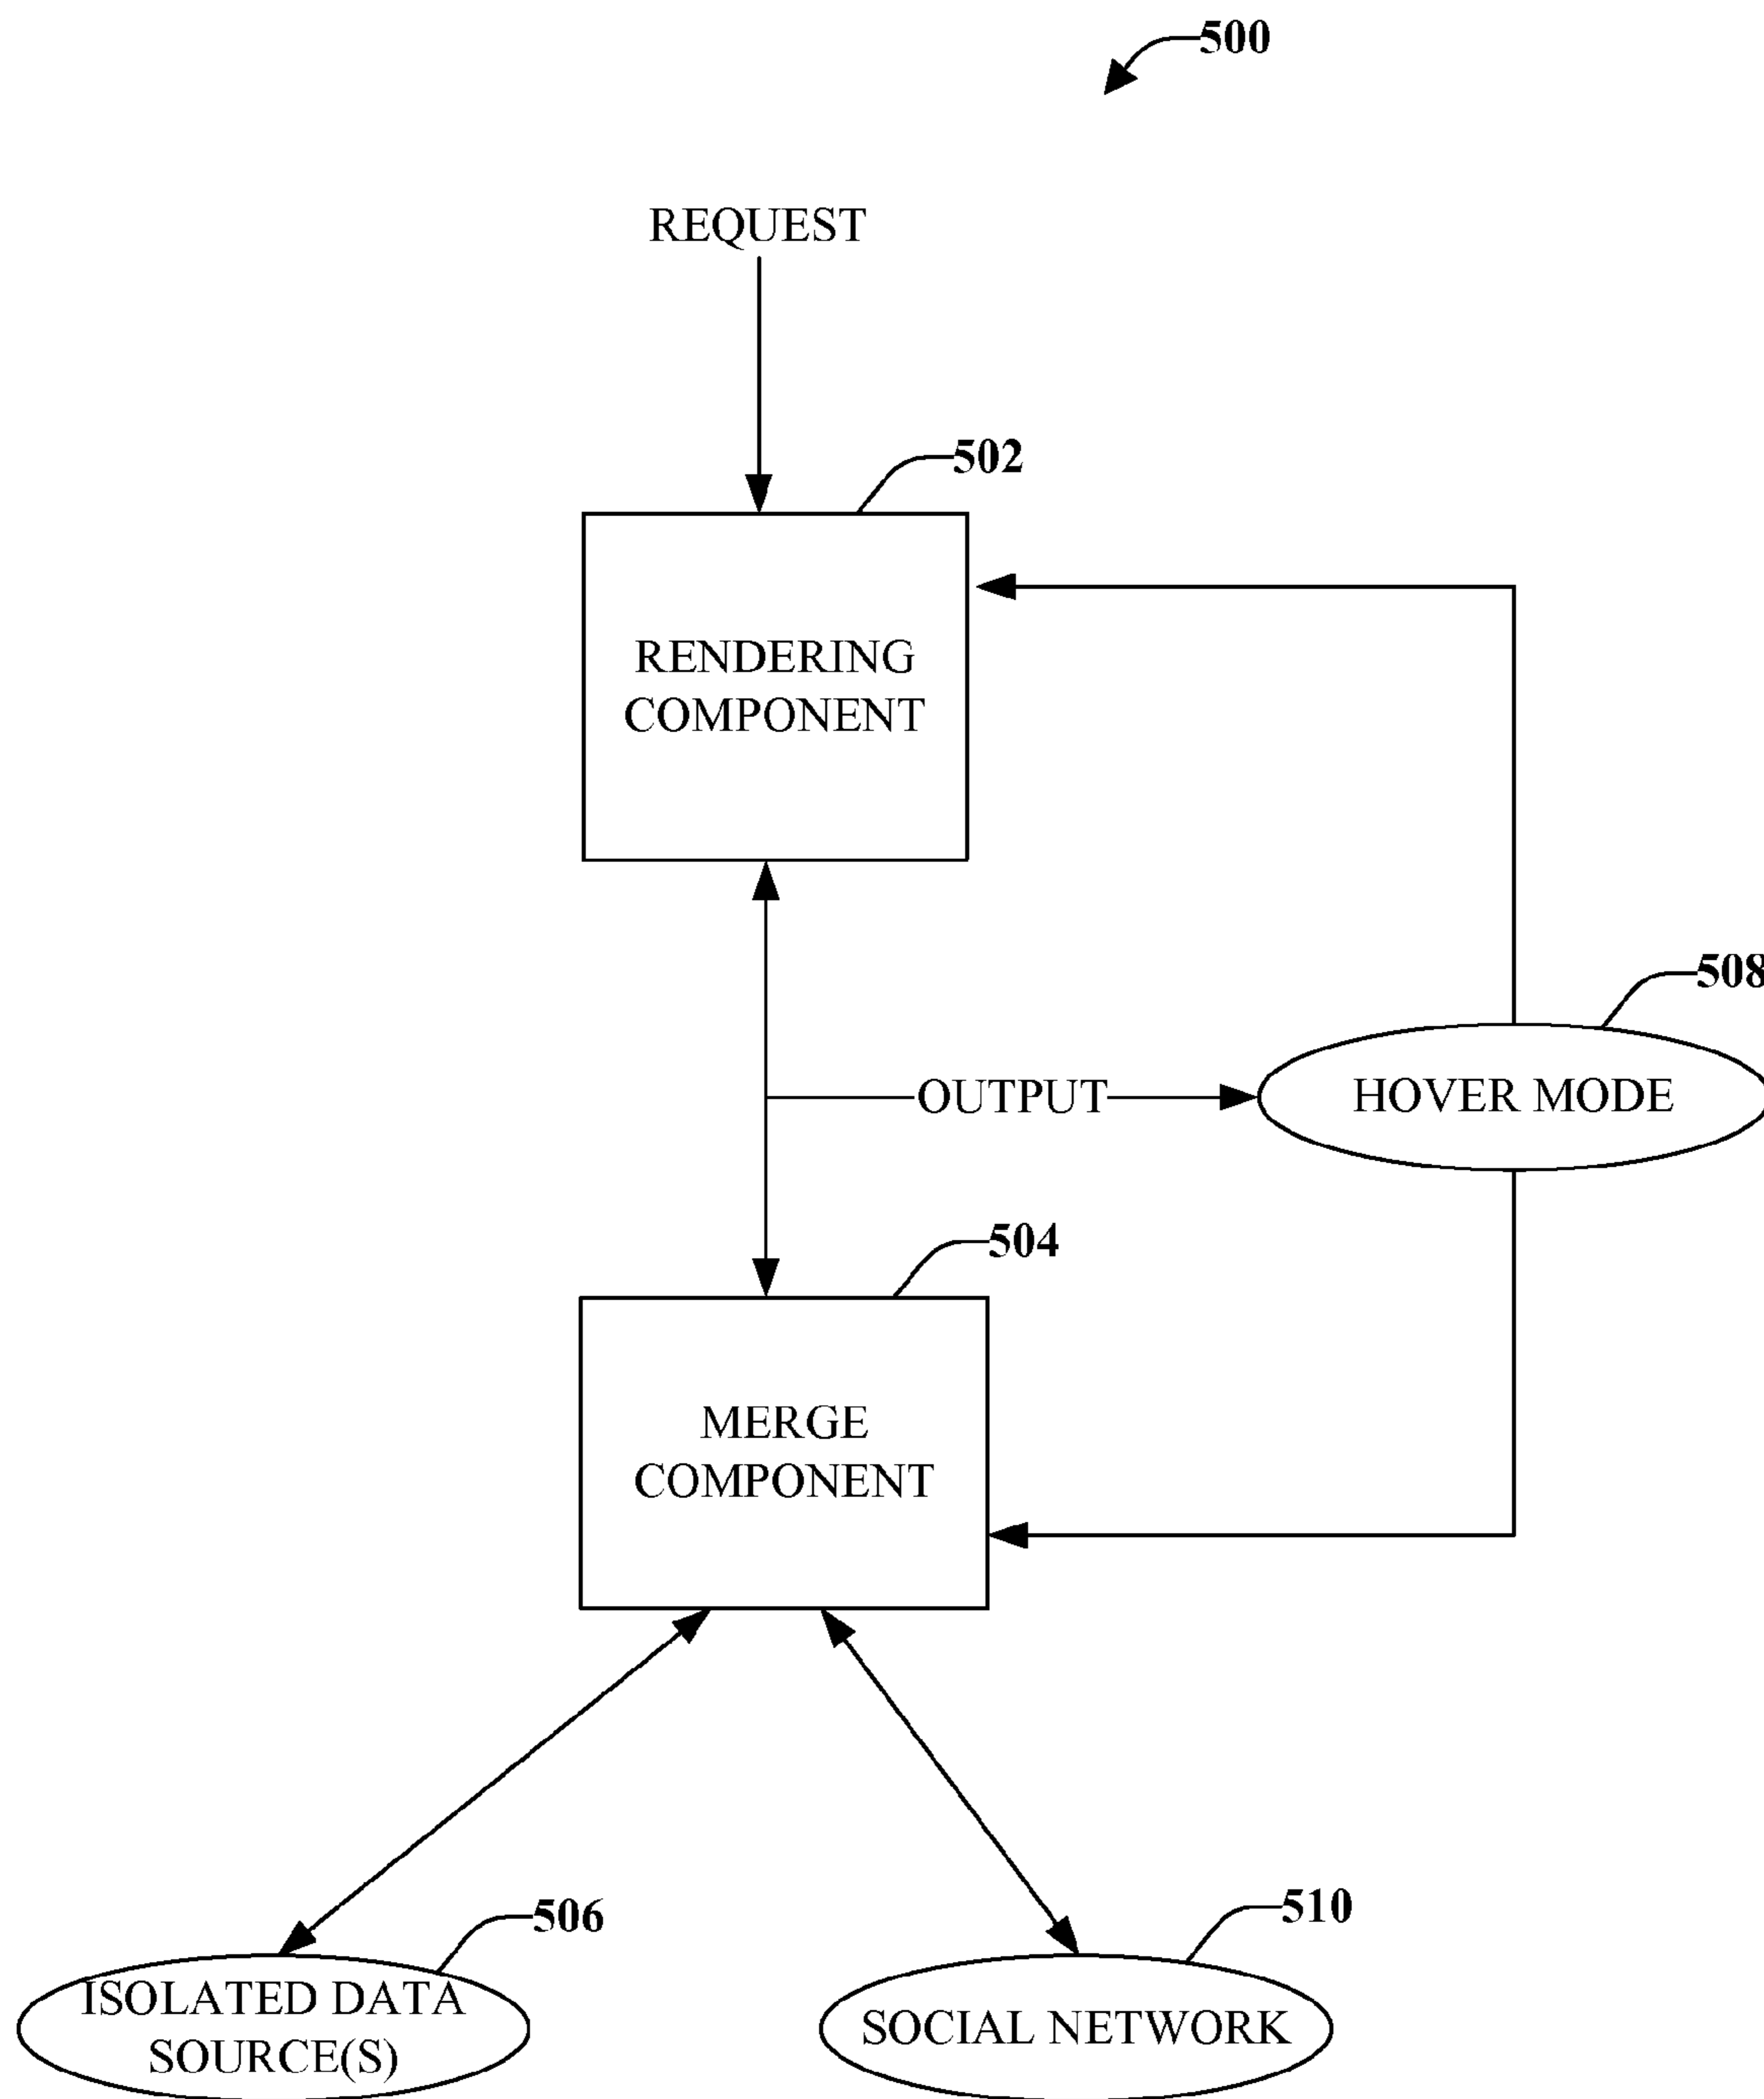 500
REQUEST
502
RENDERING
COMPONENT
508
OUTPUT
HOVER MODE
504
MERGE
COMPONENT
506
510
ISOLATED DATA
SOURCE(S)
SOCIAL NETWORK